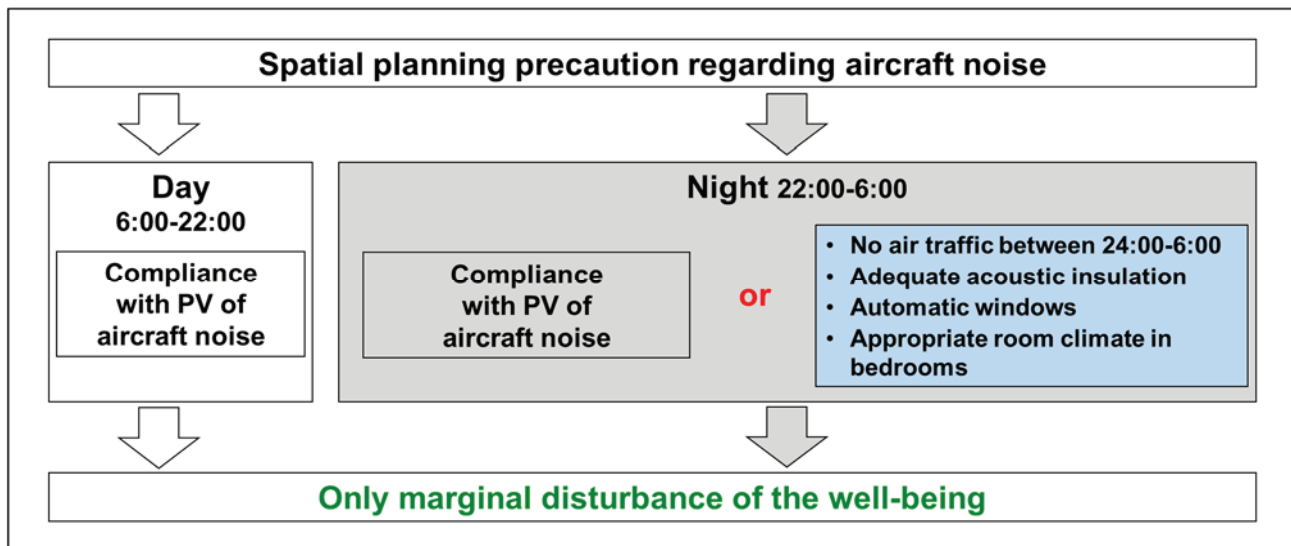 Spatial planning precaution regarding aircraft noise
Day
6:00-22:00
Compliance
with PV of
aircraft noise
Night 22:00-6:00
Compliance
with PV of
aircraft noise
or
• No air traffic between 24:00-6:00
• Adequate acoustic insulation
• Automatic windows
• Appropriate room climate in
bedrooms
Only marginal disturbance of the well-being